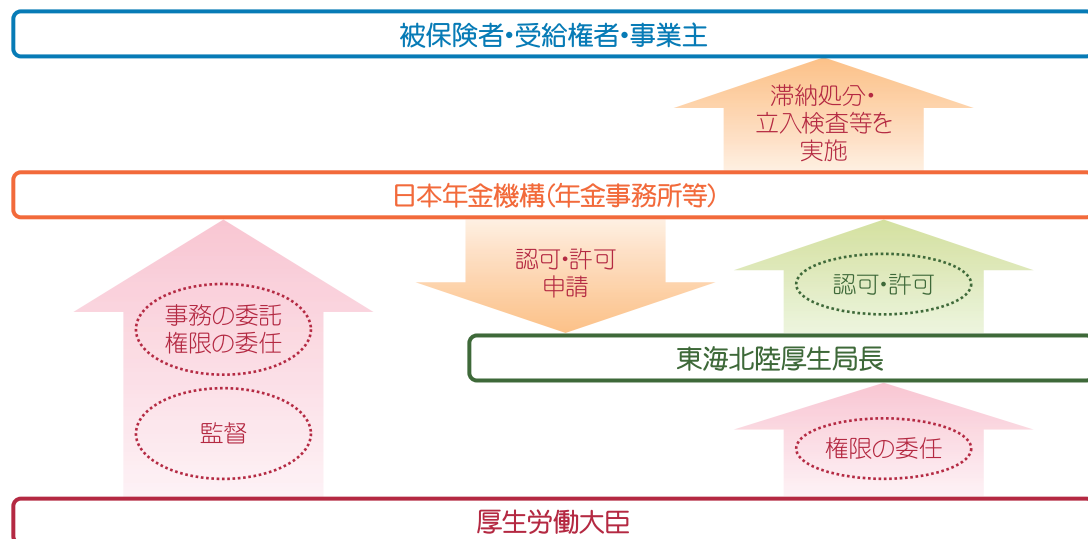 被保険者・受給権者・事業主
滞納処分・
立入検査等を
実施
日本年金機構（年金事務所等）
認可・許可
申請
認可・許可
事務の委託
権限の委任
東海北陸厚生局長
監督
権限の委任
厚生労働大臣